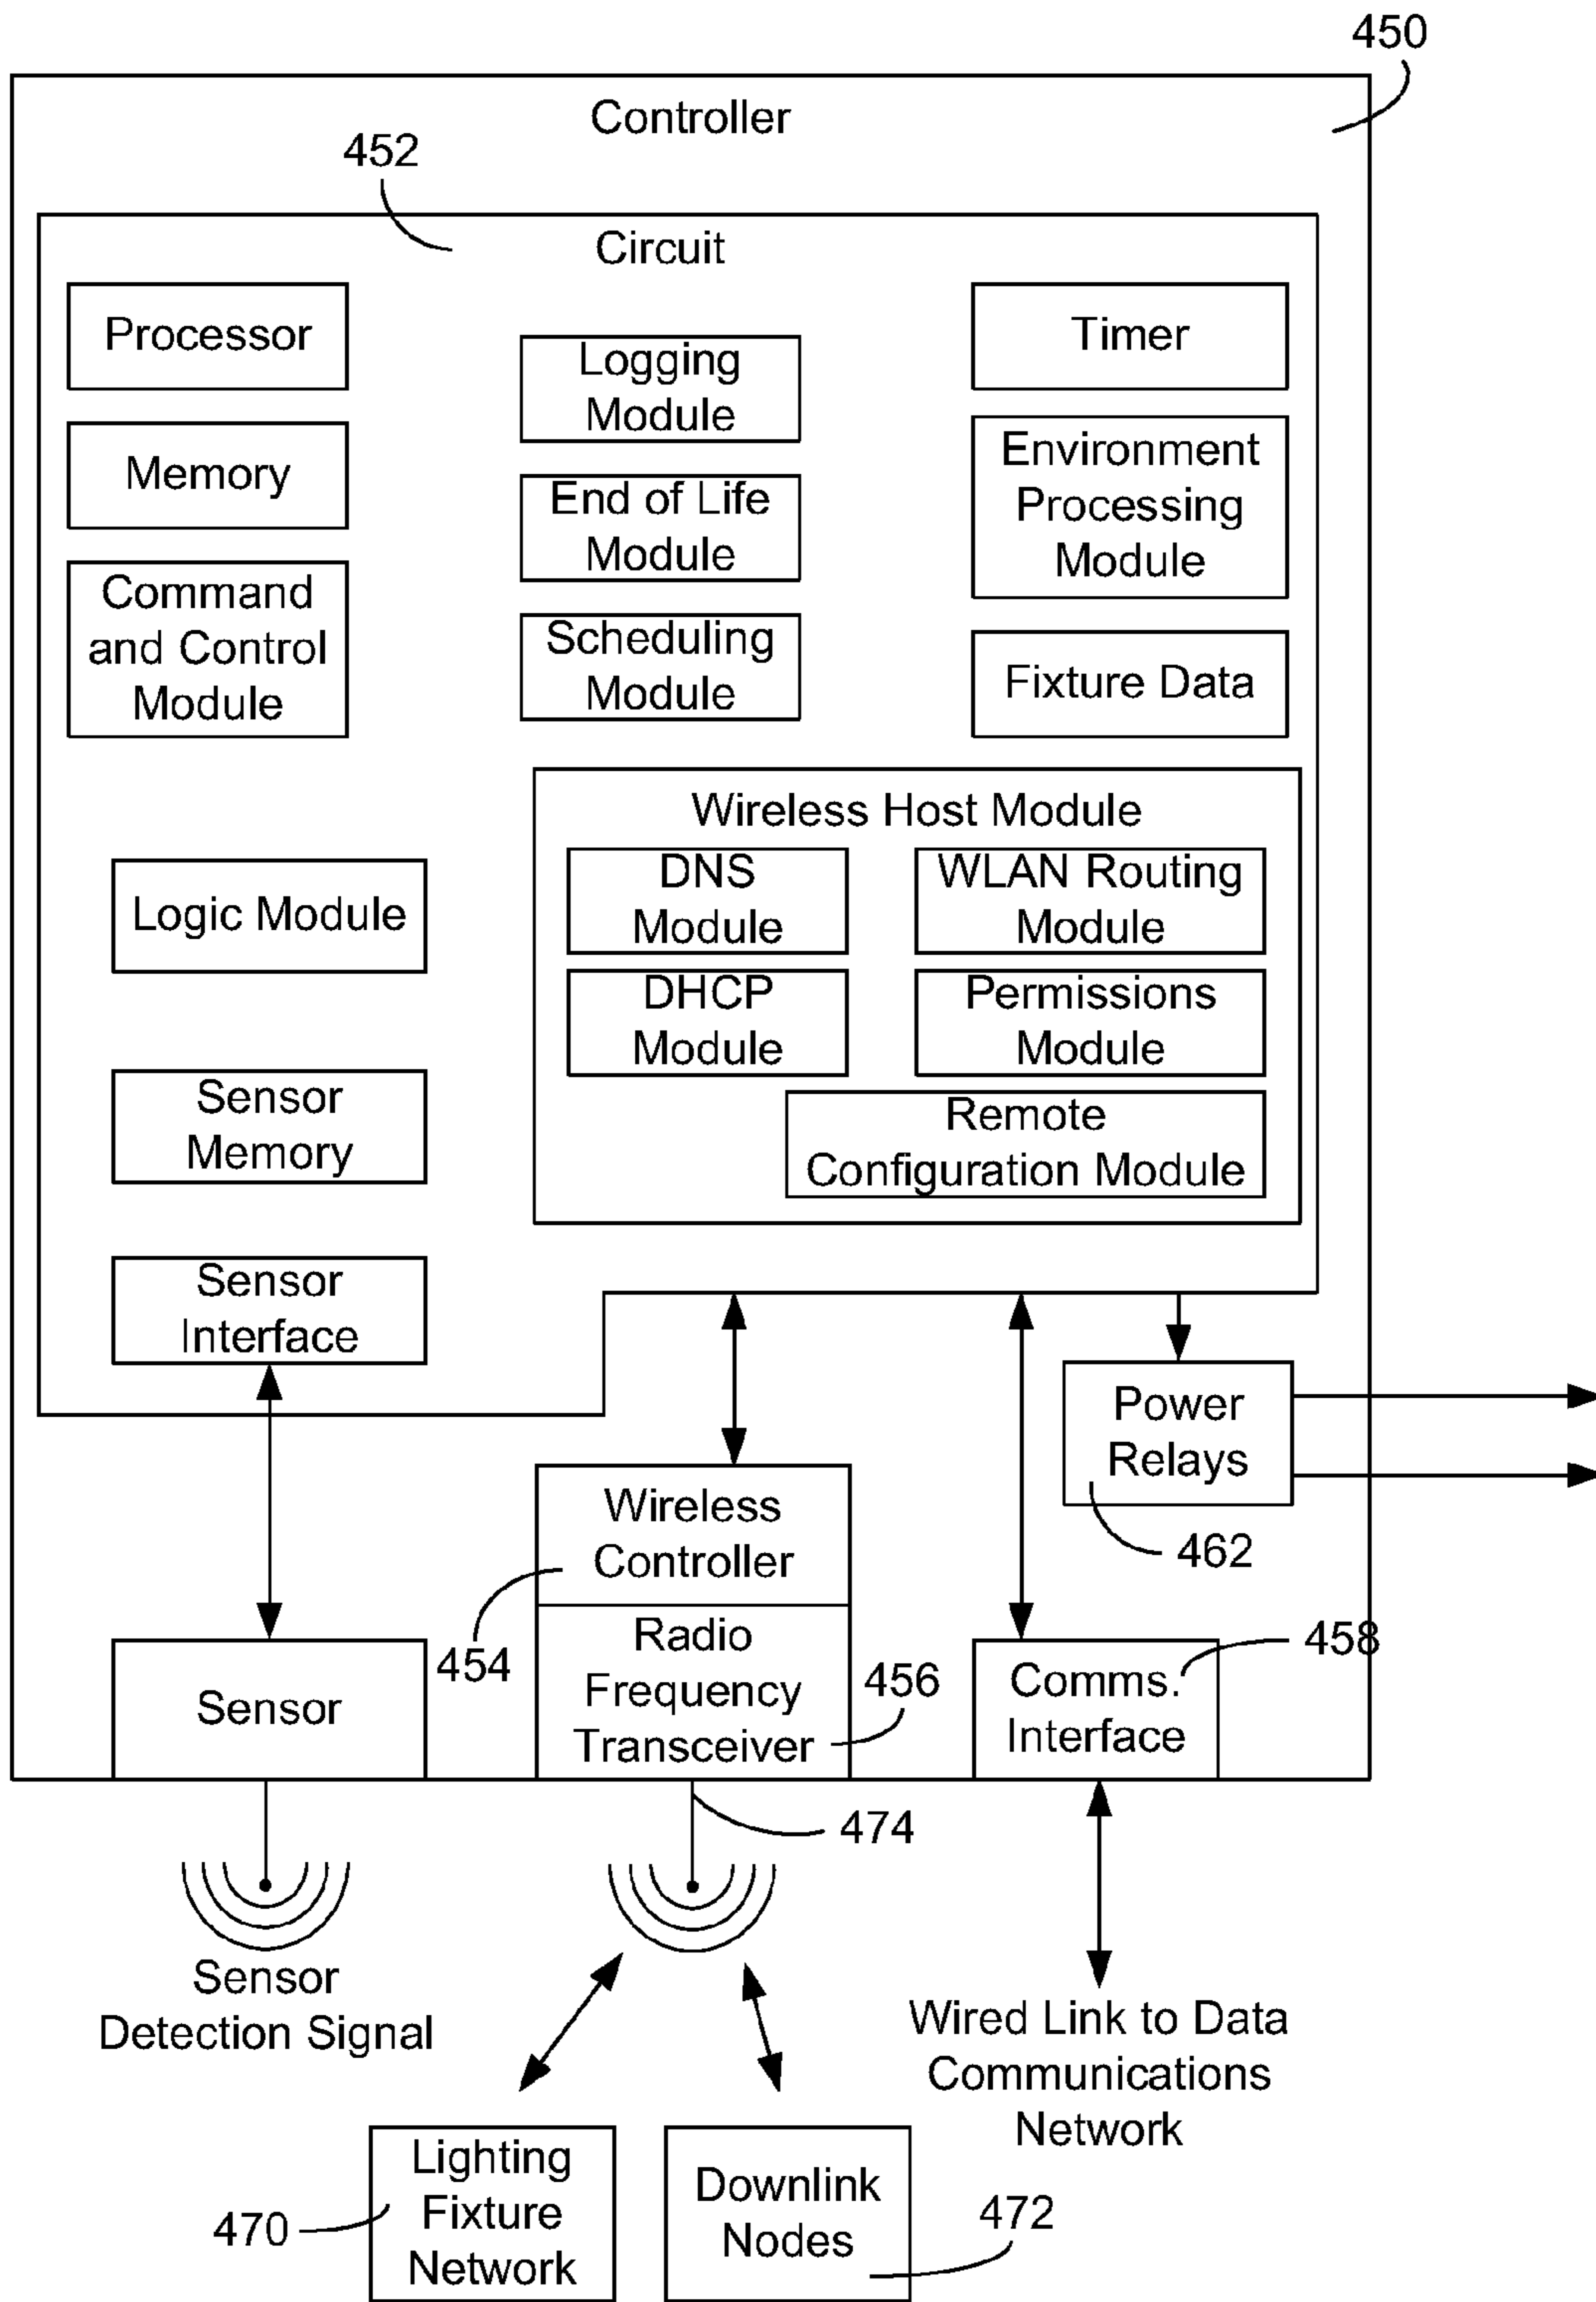 450
Controller
452
Circuit
Processor
Memory
Command
and Control
Module
Logging
Module
End of Life
Module
Scheduling
Module
Timer
Environment
Processing
Module
Fixture Data
Logic Module
Sensor
Memory
Sensor
Interface
Wireless Host Module
DNS
Module
WLAN Routing
Module
DHCP
Module
Permissions
Module
Remote
Configuration Module
Power
Relays
462
Wireless
Controller
454
Radio
Frequency
Transceiver
456
Sensor
Comms.
Interface
458
474
Sensor
Detection Signal
Wired Link to Data
Communications
Network
Lighting
Fixture
Network
470
Downlink
Nodes
472